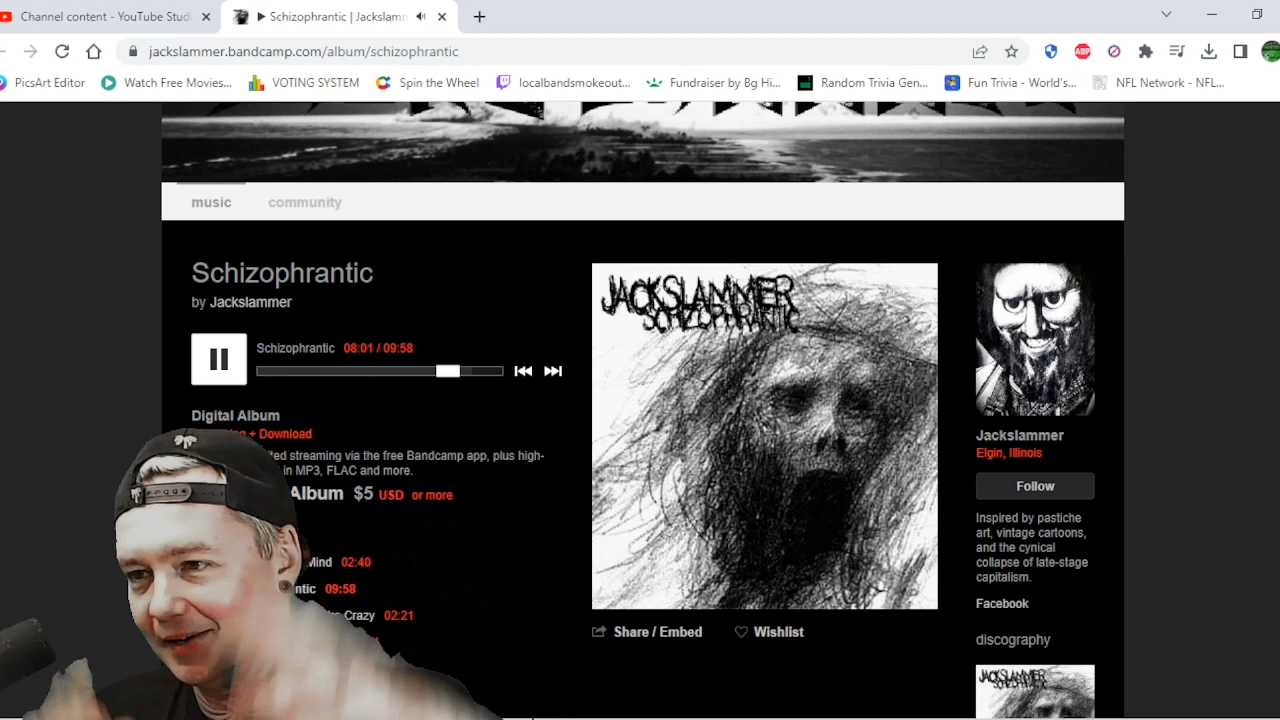 Channel content - YouTube Studi
Schizophrantic | Jackslamm
jackslammer.bandcamp.com/album/schizophrantic
ABP
PicsArt Editor
Watch Free Movies...
VOTING SYSTEM
Spin the Wheel
localbandsmokeout...
Fundraiser by Bg Hi...
Random Trivia Gen...
Fun Trivia - World's...
NFL Network - NFL...
music
community
Schizophrantic
by Jackslammer
Schizophrantic 08:01 / 09:58
Digital Album
+ Download
ted streaming via the free Bandcamp app, plus high-
in MP3, FLAC and more.
Album $5 USD or more
Mind 02:40
ntic 09:58
Crazy 02:21
JACKSLAMMER
SCHIZOPHRANTIC
Share / Embed
Wishlist
Jackslammer
Elgin, Illinois
Follow
Inspired by pastiche
art, vintage cartoons,
and the cynical
collapse of late-stage
capitalism.
Facebook
discography
JACKSLAMMER
SCHIZOPHRANTIC